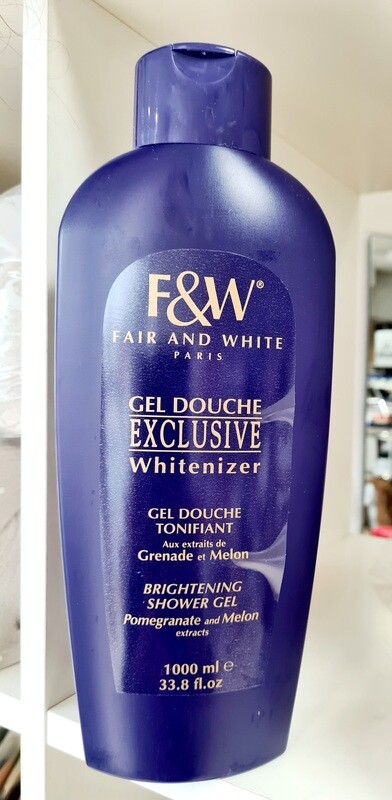 F&W®
FAIR AND WHITE
PARIS
GEL DOUCHE
EXCLUSIVE
Whitenizer
GEL DOUCHE
TONIFIANT
Aux extraits de
Grenade et Melon
BRIGHTENING
SHOWER GEL
Pomegranate and Melon
extracts
1000 ml ℮
33.8 fl.oz